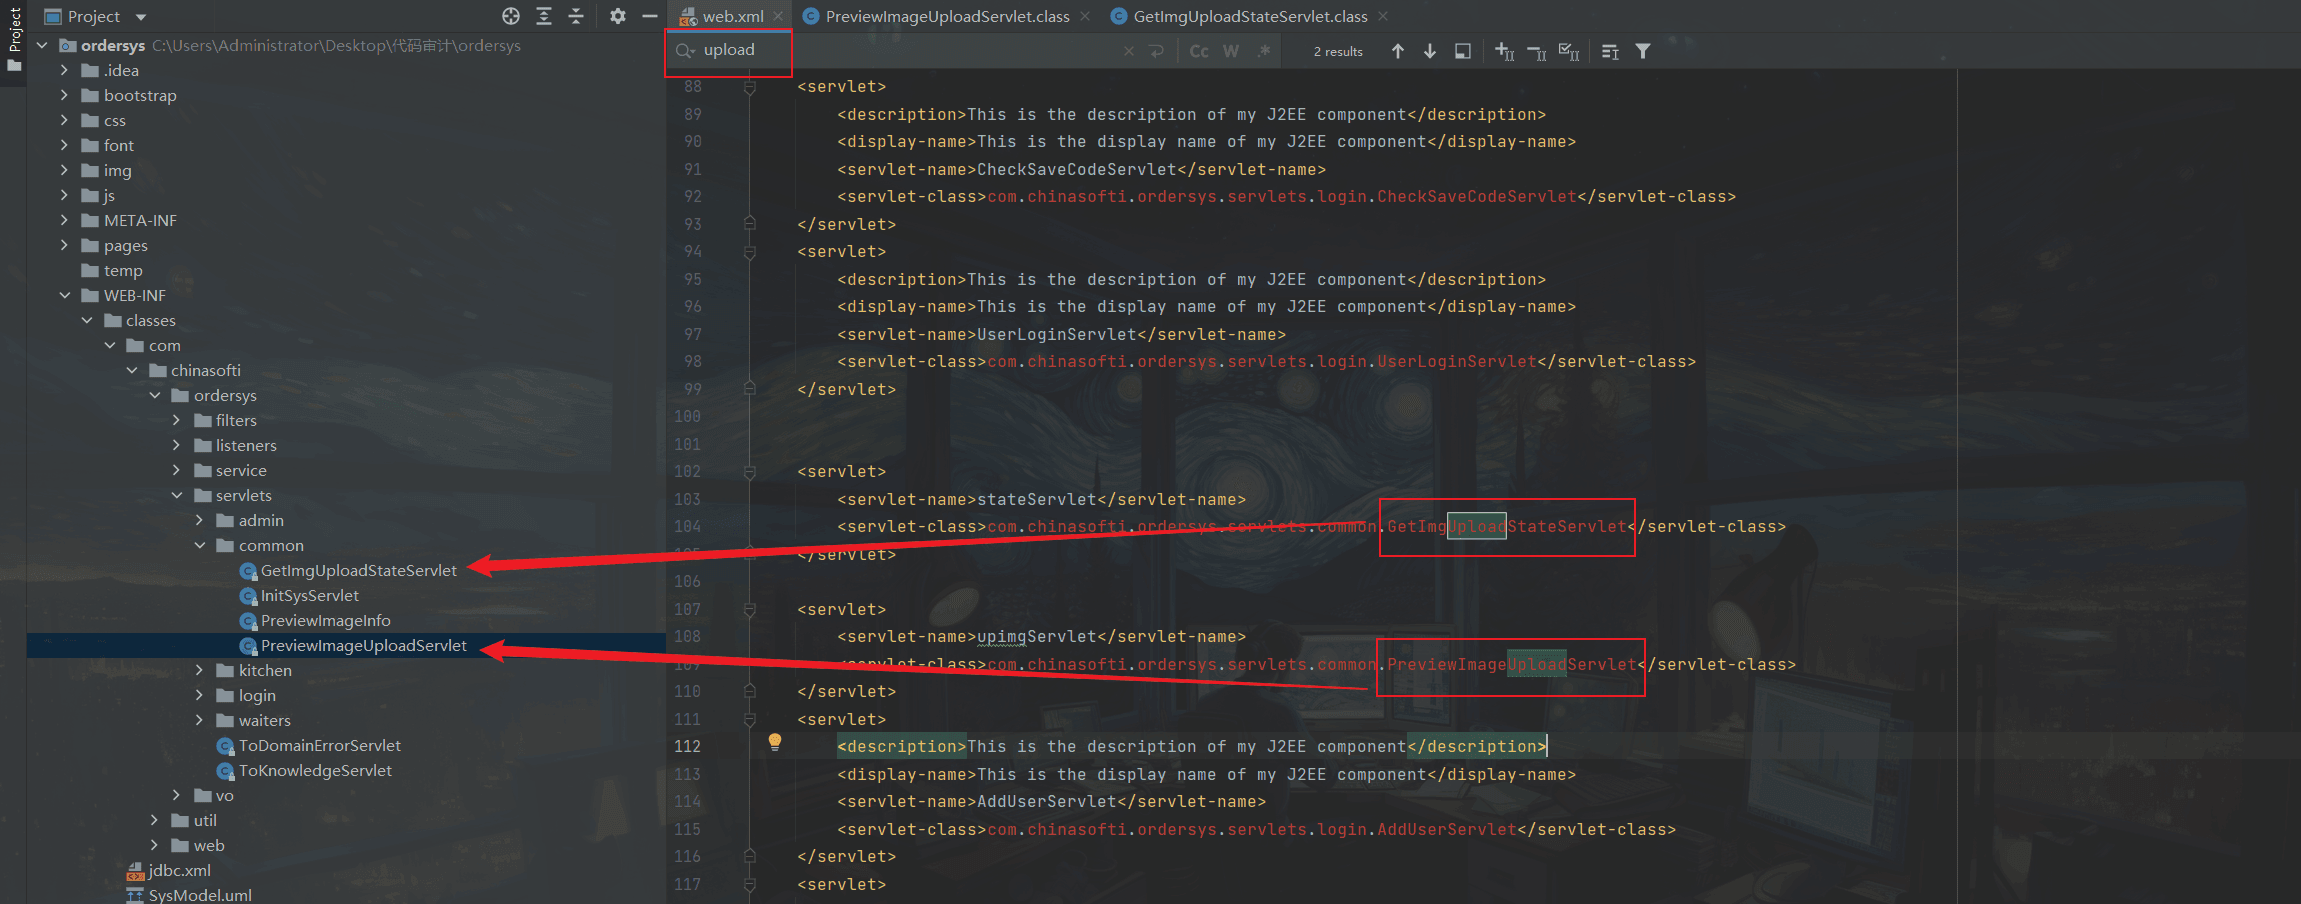 Project
Project
ordersys C:\Users\Administrator\Desktop\代码审计\ordersys
.idea
bootstrap
css
font
img
js
META-INF
pages
temp
WEB-INF
classes
com
chinasofti
ordersys
filters
listeners
service
servlets
admin
common
GetImgUploadStateServlet
InitSysServlet
PreviewImageInfo
PreviewImageUploadServlet
kitchen
login
waiters
ToDomainErrorServlet
ToKnowledgeServlet
vo
util
web
jdbc.xml
SysModel.uml
web.xml PreviewImageUploadServlet.class GetImgUploadStateServlet.class
upload Cc W .* 2 results
88 <servlet>
89 <description>This is the description of my J2EE component</description>
90 <display-name>This is the display name of my J2EE component</display-name>
91 <servlet-name>CheckSaveCodeServlet</servlet-name>
92 <servlet-class>com.chinasofti.ordersys.servlets.login.CheckSaveCodeServlet</servlet-class>
93 </servlet>
94 <servlet>
95 <description>This is the description of my J2EE component</description>
96 <display-name>This is the display name of my J2EE component</display-name>
97 <servlet-name>UserLoginServlet</servlet-name>
98 <servlet-class>com.chinasofti.ordersys.servlets.login.UserLoginServlet</servlet-class>
99 </servlet>
100
101
102 <servlet>
103 <servlet-name>stateServlet</servlet-name>
104 <servlet-class>com.chinasofti.ordersys.servlets.common.GetImgUploadStateServlet</servlet-class>
105 </servlet>
106
107 <servlet>
108 <servlet-name>upimgServlet</servlet-name>
109 <servlet-class>com.chinasofti.ordersys.servlets.common.PreviewImageUploadServlet</servlet-class>
110 </servlet>
111 <servlet>
112 <description>This is the description of my J2EE component</description>
113 <display-name>This is the display name of my J2EE component</display-name>
114 <servlet-name>AddUserServlet</servlet-name>
115 <servlet-class>com.chinasofti.ordersys.servlets.login.AddUserServlet</servlet-class>
116 </servlet>
117 <servlet>